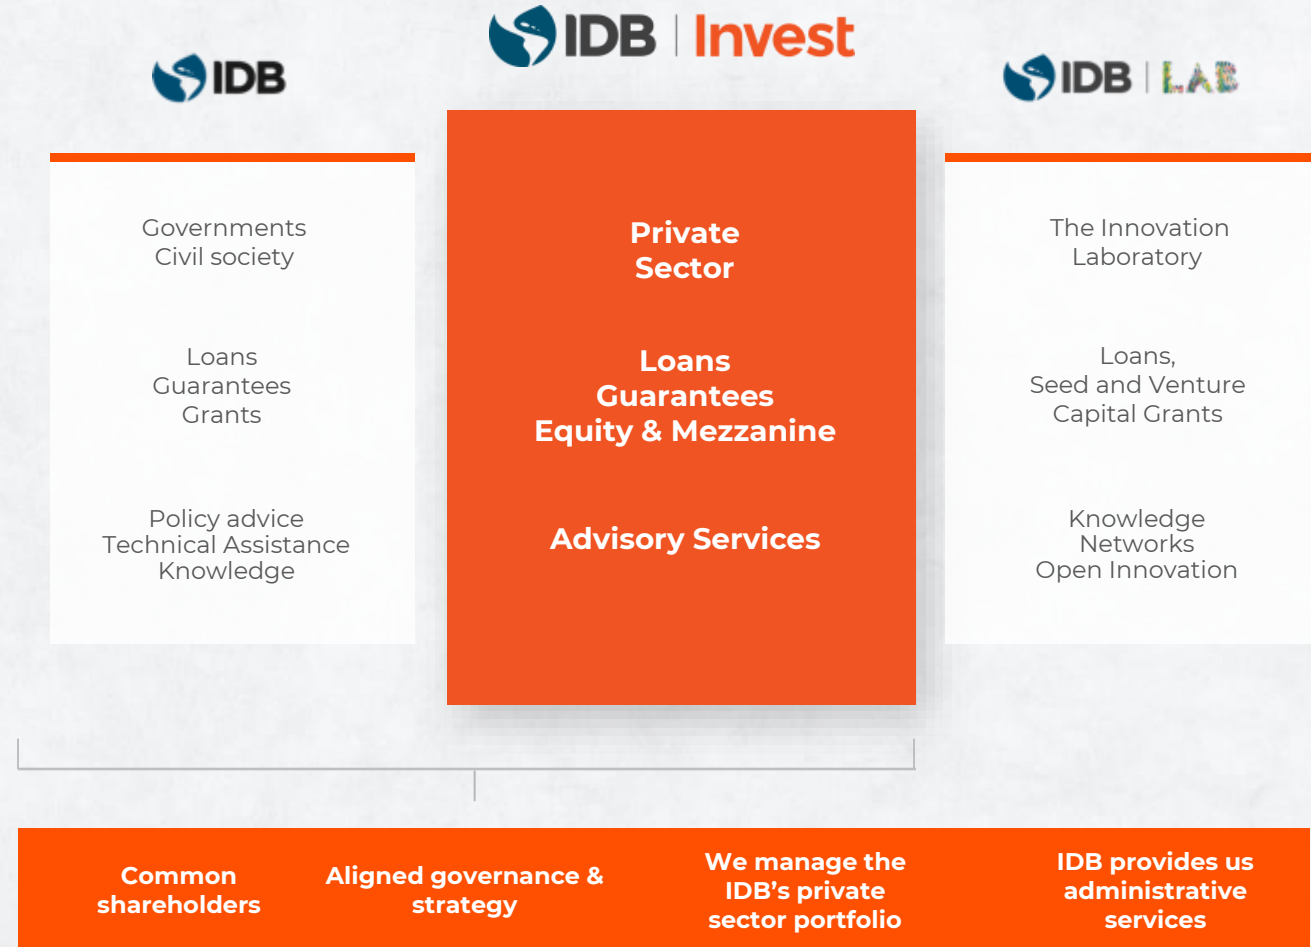 IDB
IDB | Invest
IDB | LAB
Governments
Civil society
Loans
Guarantees
Grants
Policy advice
Technical Assistance
Knowledge
Private
Sector
Loans
Guarantees
Equity & Mezzanine
Advisory Services
The Innovation
Laboratory
Loans,
Seed and Venture
Capital Grants
Knowledge
Networks
Open Innovation
Common
shareholders
Aligned governance &
strategy
We manage the
IDB’s private
sector portfolio
IDB provides us
administrative
services